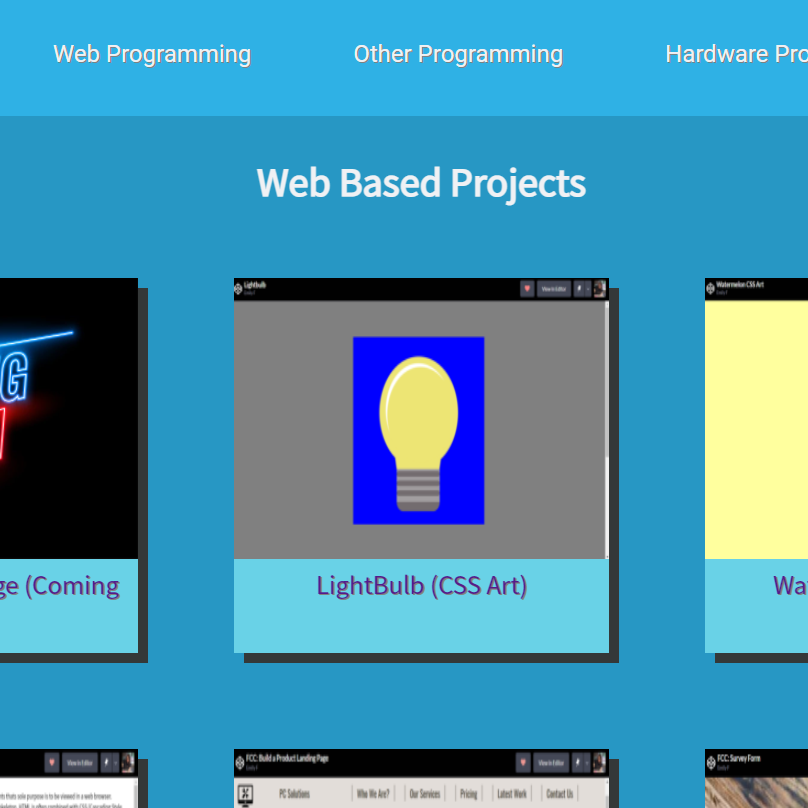 Web Programming
Other Programming
Hardware Pro
Web Based Projects
G
Lightbulb
View in Editor
Watermelon CSS Art
ge (Coming
LightBulb (CSS Art)
Wa
View in Editor
FCC: Build a Product Landing Page
View in Editor
FCC: Survey Form
PC Solutions
Who We Are?
Our Services
Pricing
Latest Work
Contact Us